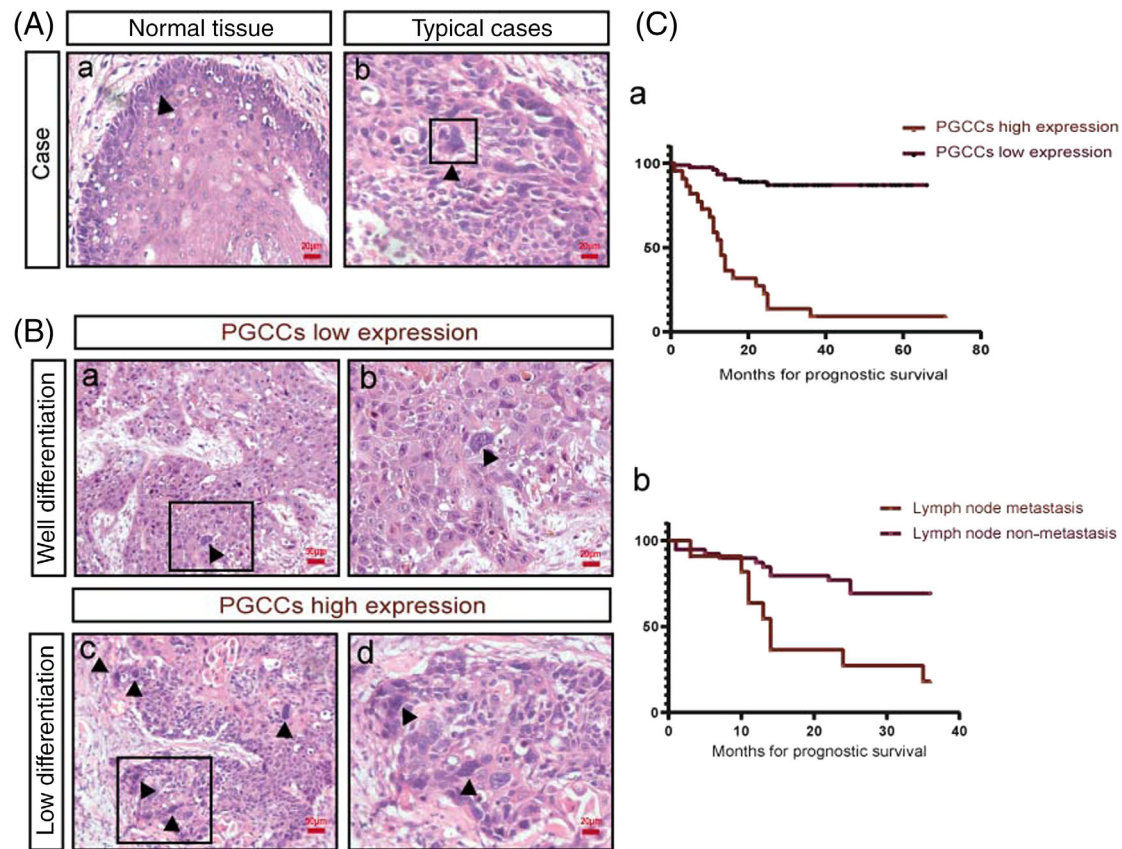 (A)
Normal tissue
Typical cases
Case
a
20μm
b
20μm
(B)
PGCCs low expression
Well differentiation
a
b
20μm
PGCCs high expression
Low differentiation
c
d
20μm
(C)
a
PGCCs high expression
PGCCs low expression
100
50
0
0 20 40 60 80
Months for prognostic survival
b
Lymph node metastasis
Lymph node non-metastasis
100
50
0
0 10 20 30 40
Months for prognostic survival